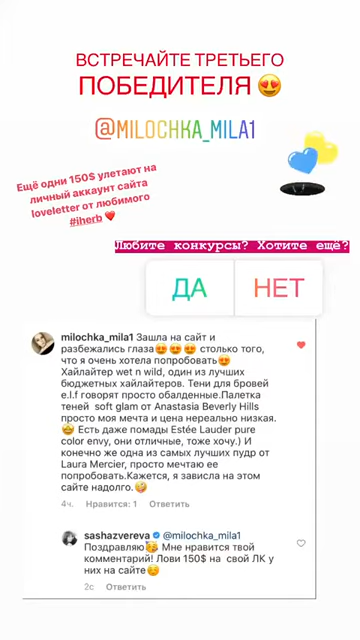 ВСТРЕЧАЙТЕ ТРЕТЬЕГО
ПОБЕДИТЕЛЯ 😍
@MILOCHKA_MILA1
Ещё одни 150$ улетают на
личный аккаунт сайта
loveletter от любимого
#iherb ❤️
Любите конкурсы? Хотите ещё?
ДА
НЕТ
milochka_mila1 Зашла на сайт и
разбежались глаза😍😍😍 столько того,
что я очень хотела попробовать😍
Хайлайтер wet n wild, один из лучших
бюджетных хайлайтеров. Тени для бровей
e.l.f говорят просто обалденные.Палетка
теней soft glam от Anastasia Beverly Hills
просто моя мечта и цена нереально низкая.
🤩 Есть даже помады Estée Lauder pure
color envy, они отличные, тоже хочу.) И
конечно же одна из самых лучших пудр от
Laura Mercier, просто мечтаю ее
попробовать.Кажется, я зависла на этом
сайте надолго.🤪
4ч. Нравится: 1 Ответить
sashazvereva @milochka_mila1
Поздравляю🥳 Мне нравится твой
комментарий! Лови 150$ на свой ЛК у
них на сайте😚
2с Ответить